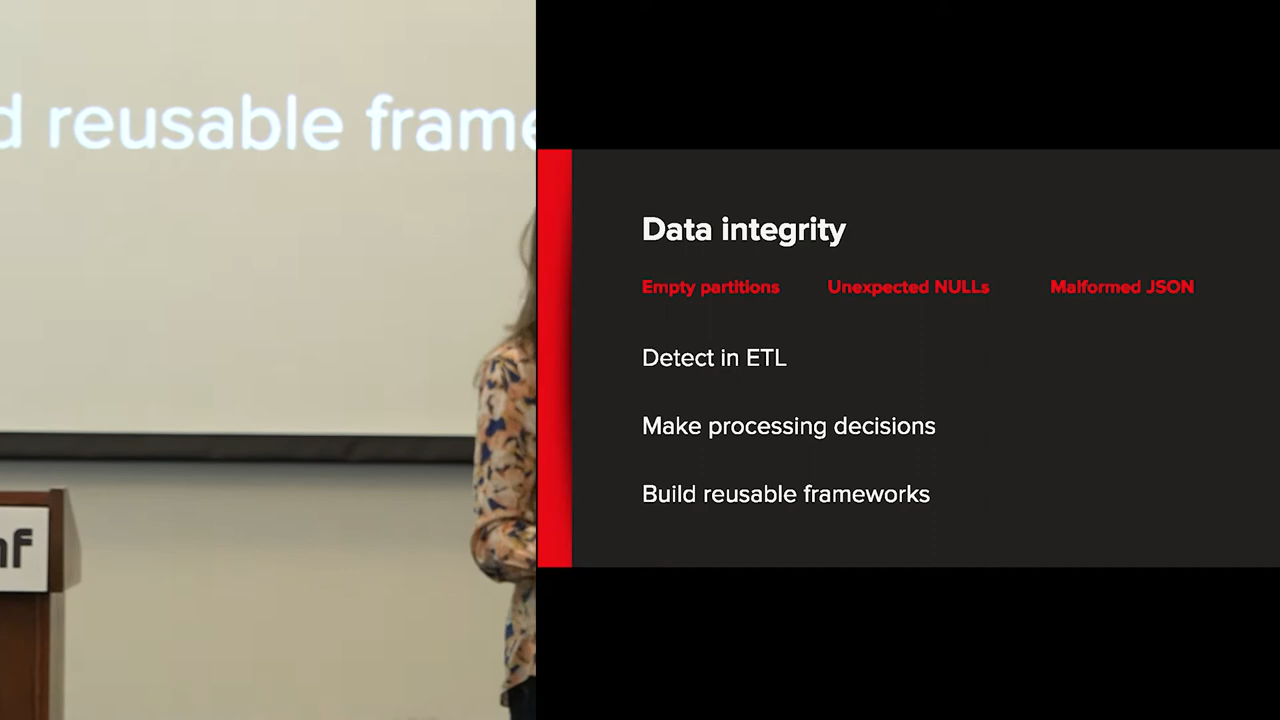 d reusable frame
nf
Data integrity
Empty partitions Unexpected NULLs Malformed JSON
Detect in ETL
Make processing decisions
Build reusable frameworks